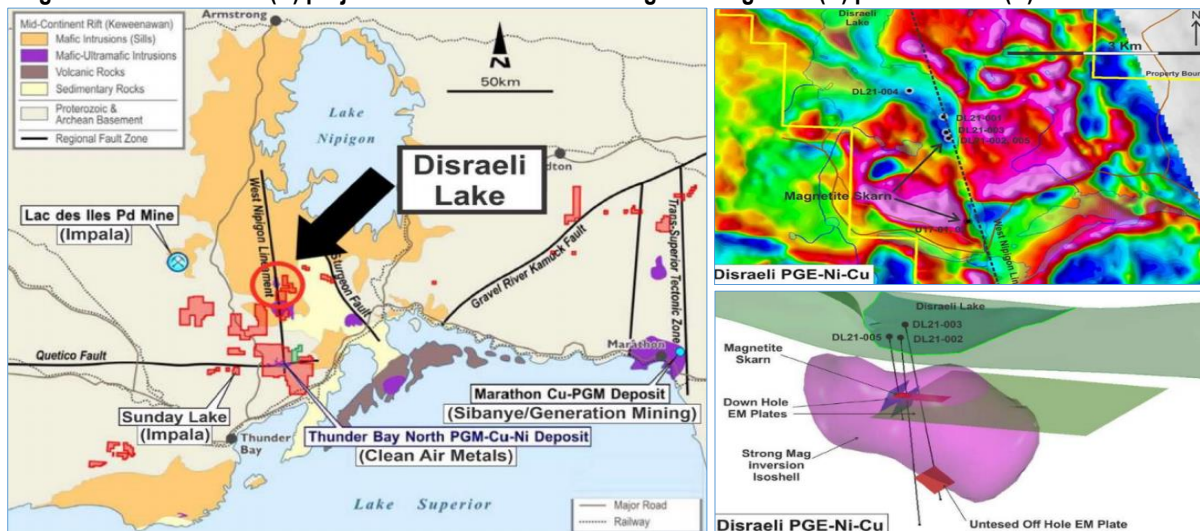 Armstrong
Mid-Continent Rift (Keweenawan)
Mafic Intrusions (Sills)
Mafic-Ultramafic Intrusions
Volcanic Rocks
Sedimentary Rocks
Proterozoic &
Archean Basement
Regional Fault Zone
N
50km
Lake
Nipigon
Disraeli
Lake
Lac des Iles Pd Mine
(Impala)
West Nipigon Liniament
Sturgeon Fault
Gravel River Kamuck Fault
Trans-Superior Tectonic Zone
Quetico Fault
Marathon
Marathon Cu-PGM Deposit
(Sibanye/Generation Mining)
Sunday Lake
(Impala)
Thunder
Bay
Thunder Bay North PGM-Cu-Ni Deposit
(Clean Air Metals)
Lake Superior
Major Road
Railway
Disraeli
Lake
N
3 Km
Property Bound
DL21-004
DL21-001
DL21-003
DL21-002, 005
Magnetite Skarn
West Nipigon Lin
Disraeli PGE-Ni-Cu
Disraeli Lake
DL21-003
DL21-005
DL21-002
Magnetite
Skarn
Down Hole
EM Plates
Strong Mag
inversion
Isoshell
Untesed Off Hole EM Plate
Disraeli PGE-Ni-Cu